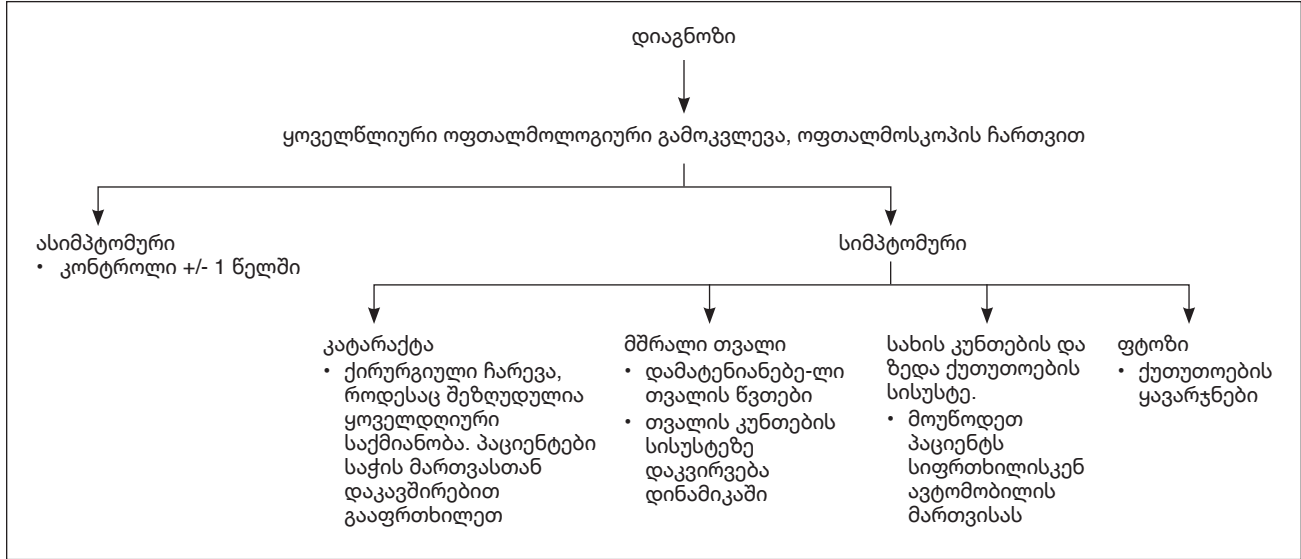 დიაგნოზი
ყოველწლიური ოფთალმოლოგიური გამოკვლევა, ოფთალმოსკოპის ჩართვით
ასიმპტომური
• კონტროლი +/- 1 წელში
სიმპტომური
კატარაქტა
• ქირურგიული ჩარევა,
როდესაც შეზღუდულია
ყოველდღიური
საქმიანობა. პაციენტები
საჭის მართვასთან
დაკავშირებით
გააფრთხილეთ
მშრალი თვალი
• დამატენიანებე-ლი
თვალის წვთები
• თვალის კუნთების
სისუსტეზე
დაკვირვება
დინამიკაში
სახის კუნთების და
ზედა ქუთუთოების
სისუსტე.
• მოუწოდეთ
პაციენტს
სიფრთხილისკენ
ავტომობილის
მართვისას
ფტოზი
• ქუთუთოების
ყავარჯნები